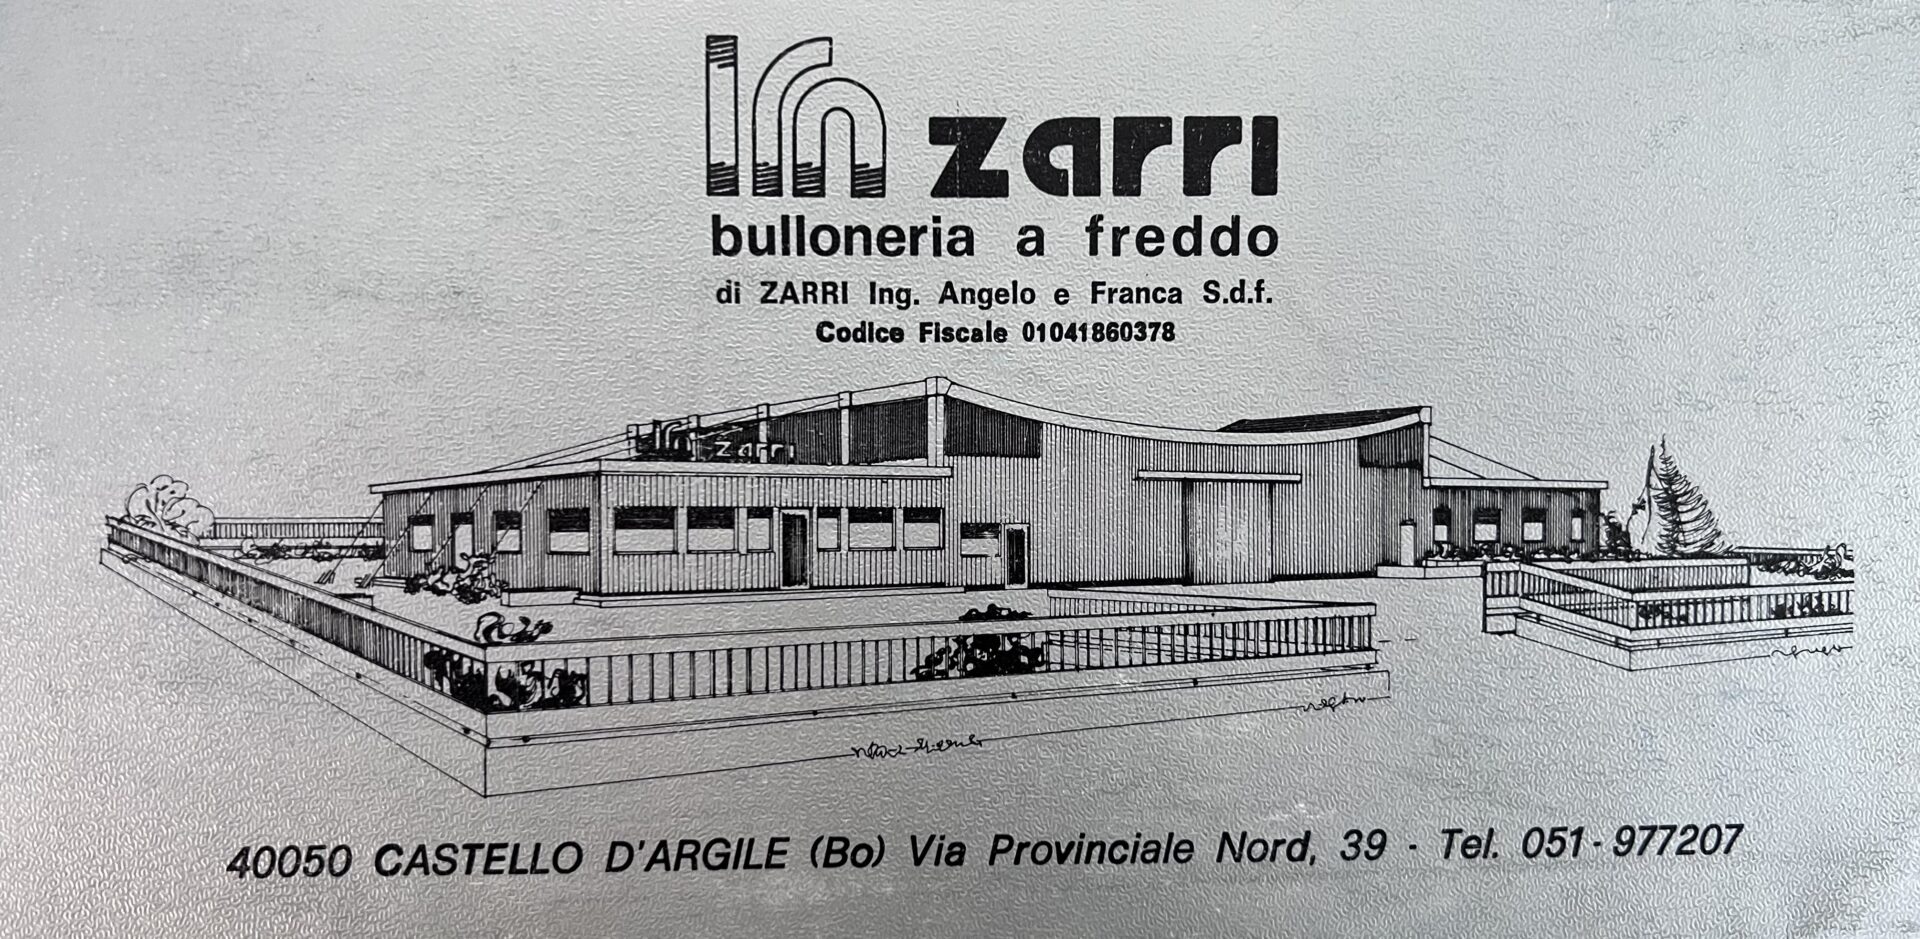 zarri
bulloneria a freddo
di ZARRI Ing. Angelo e Franca S.d.f.
Codice Fiscale 01041860378
zarri
40050 CASTELLO D'ARGILE (Bo) Via Provinciale Nord, 39 - Tel. 051-977207